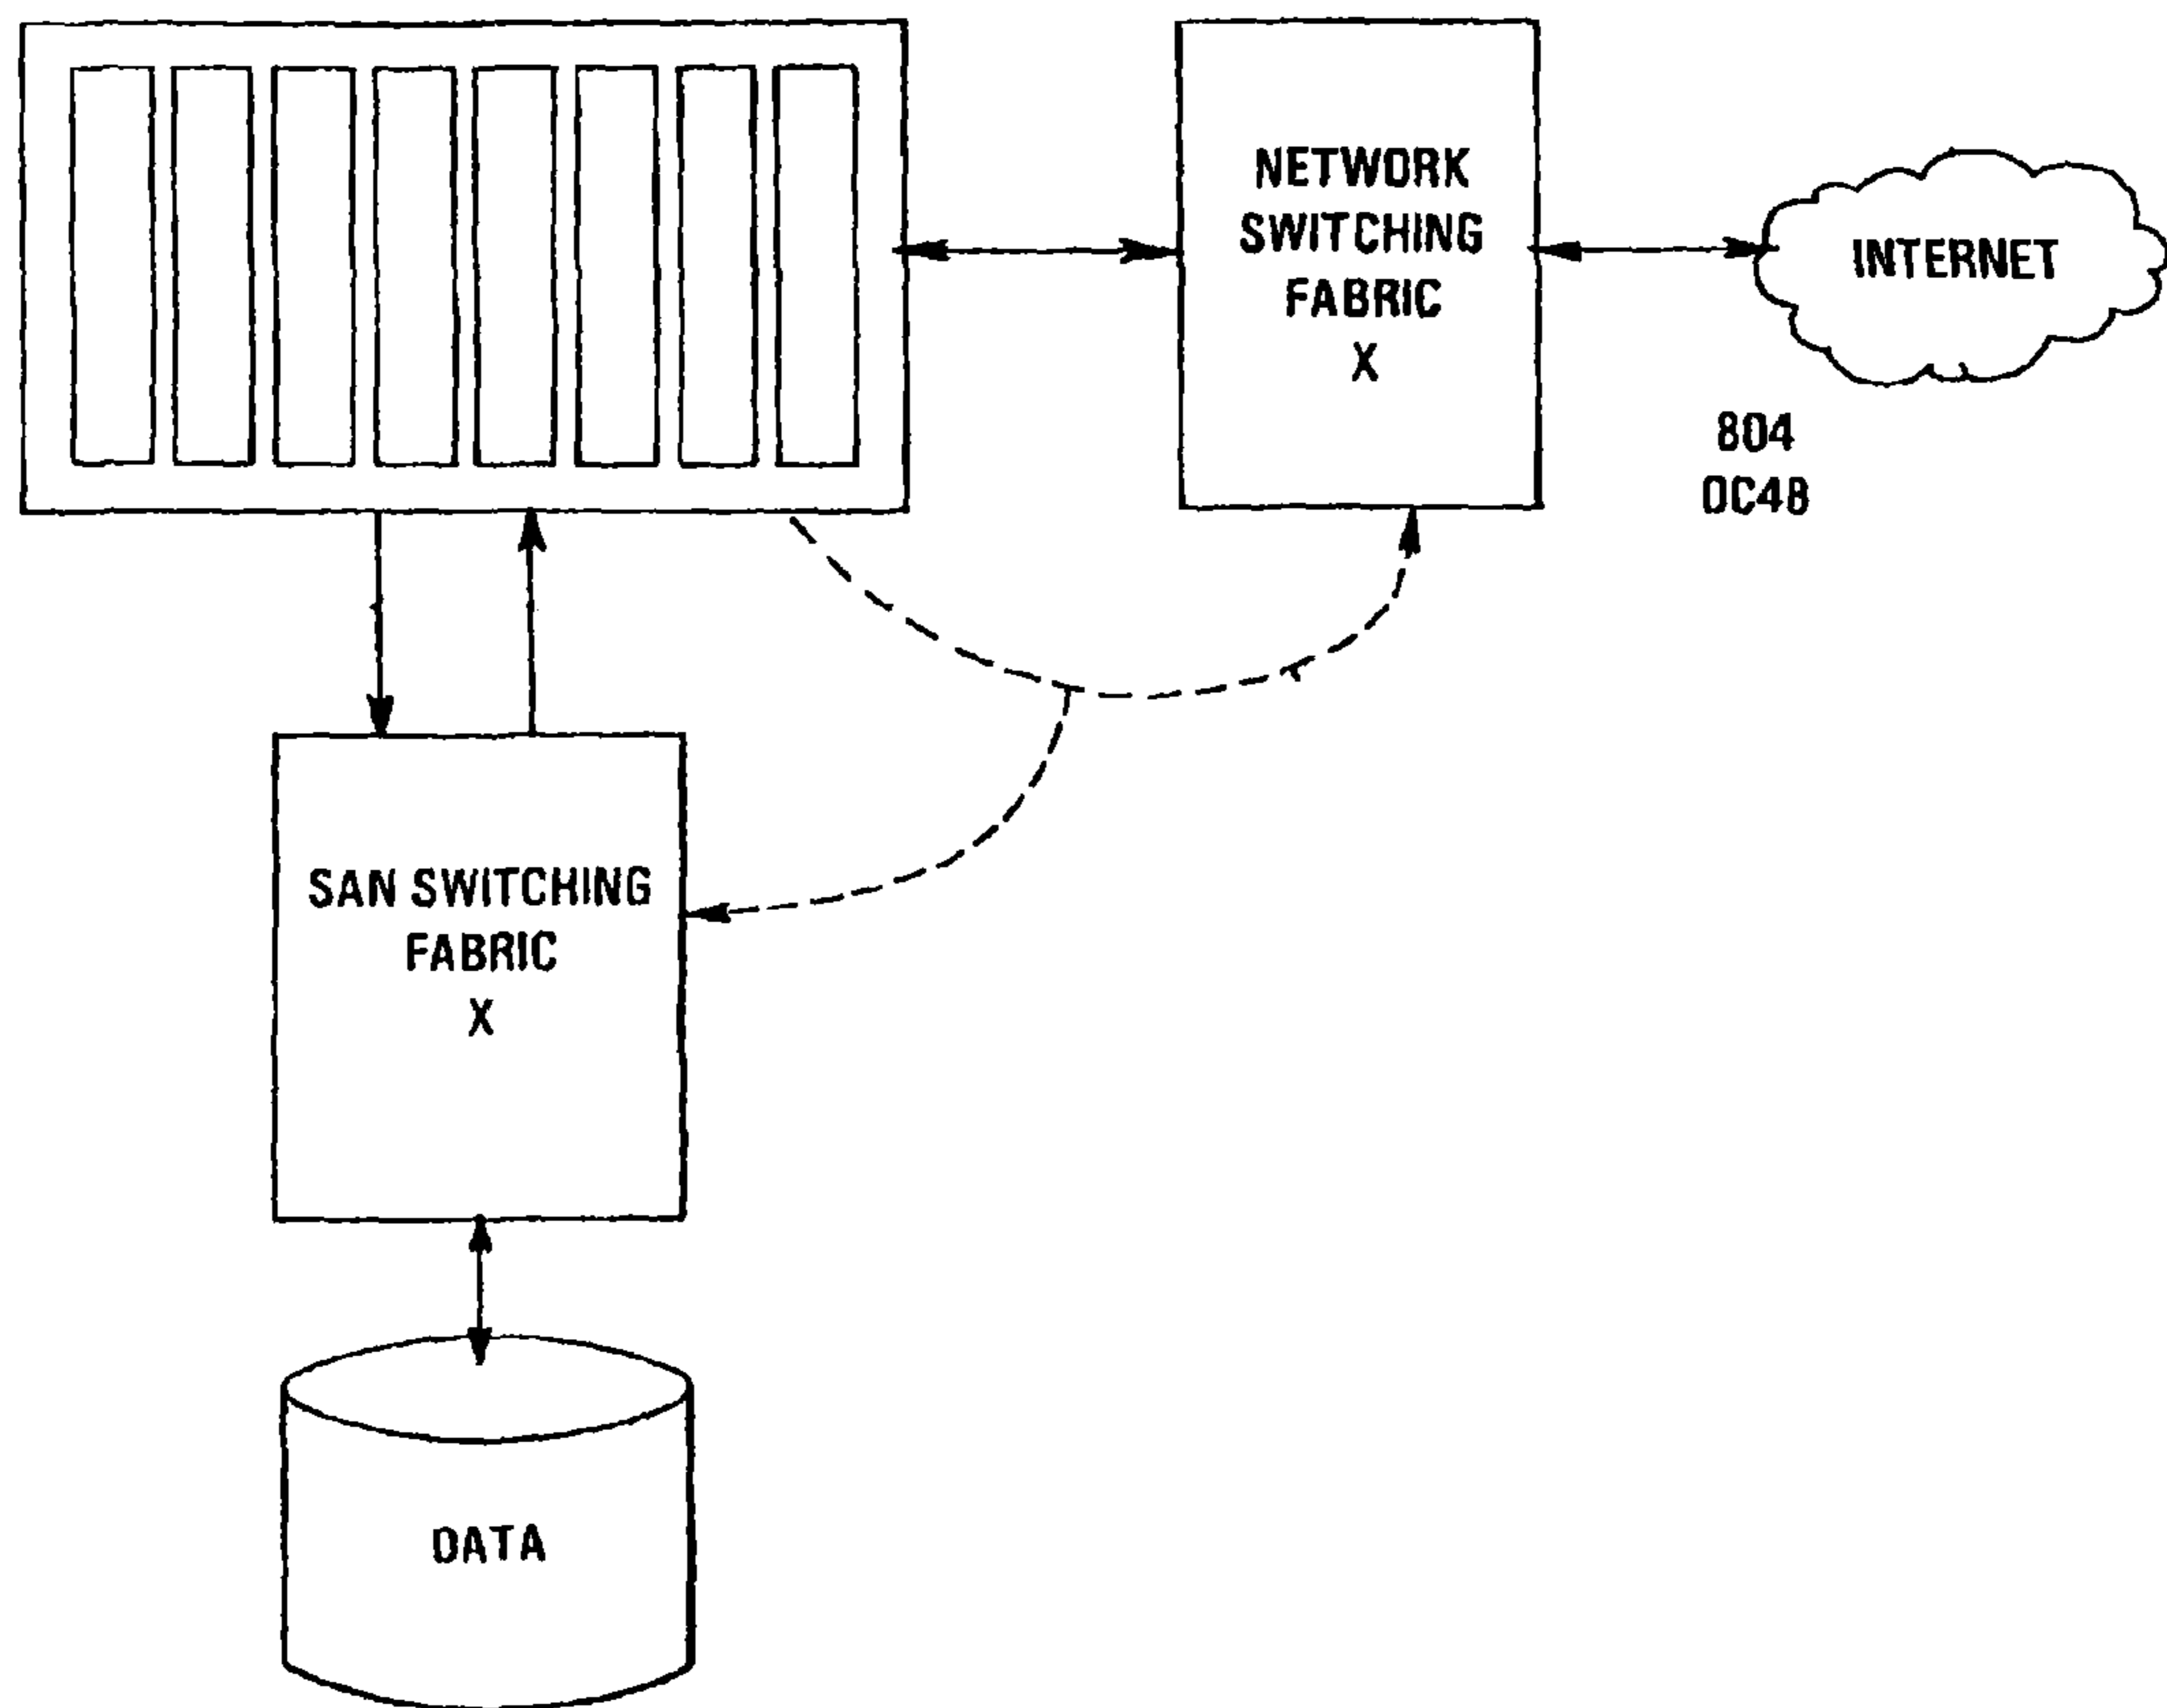 NETWORK
SWITCHING
FABRIC
X
INTERNET
804
OC48
SAN SWITCHING
FABRIC
X
DATA